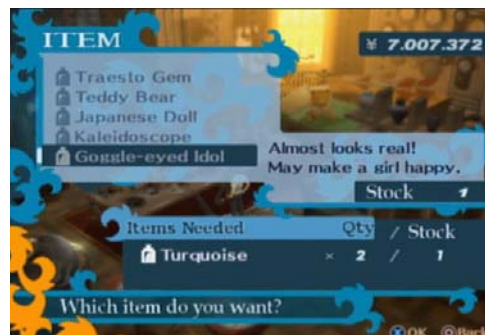 ITEM
¥ 7.007.372
Traesto Gem
Teddy Bear
Japanese Doll
Kaleidoscope
Goggle-eyed Idol
Almost looks real!
May make a girl happy.
Stock 1
Items Needed Qty / Stock
Turquoise × 2 / 1
Which item do you want?
OK Back